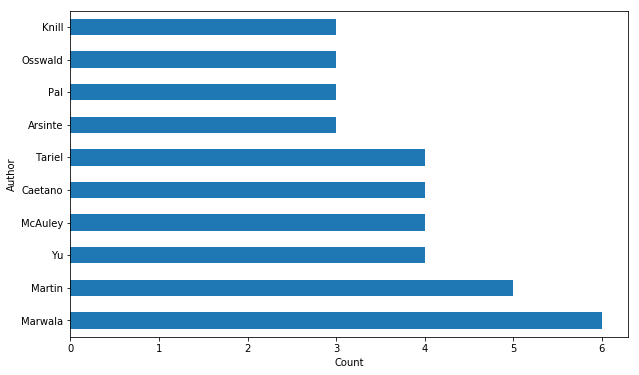 Knill
Osswald
Pal
Arsinte
Tariel
Caetano
McAuley
Yu
Martin
Marwala
Author
0 1 2 3 4 5 6
Count